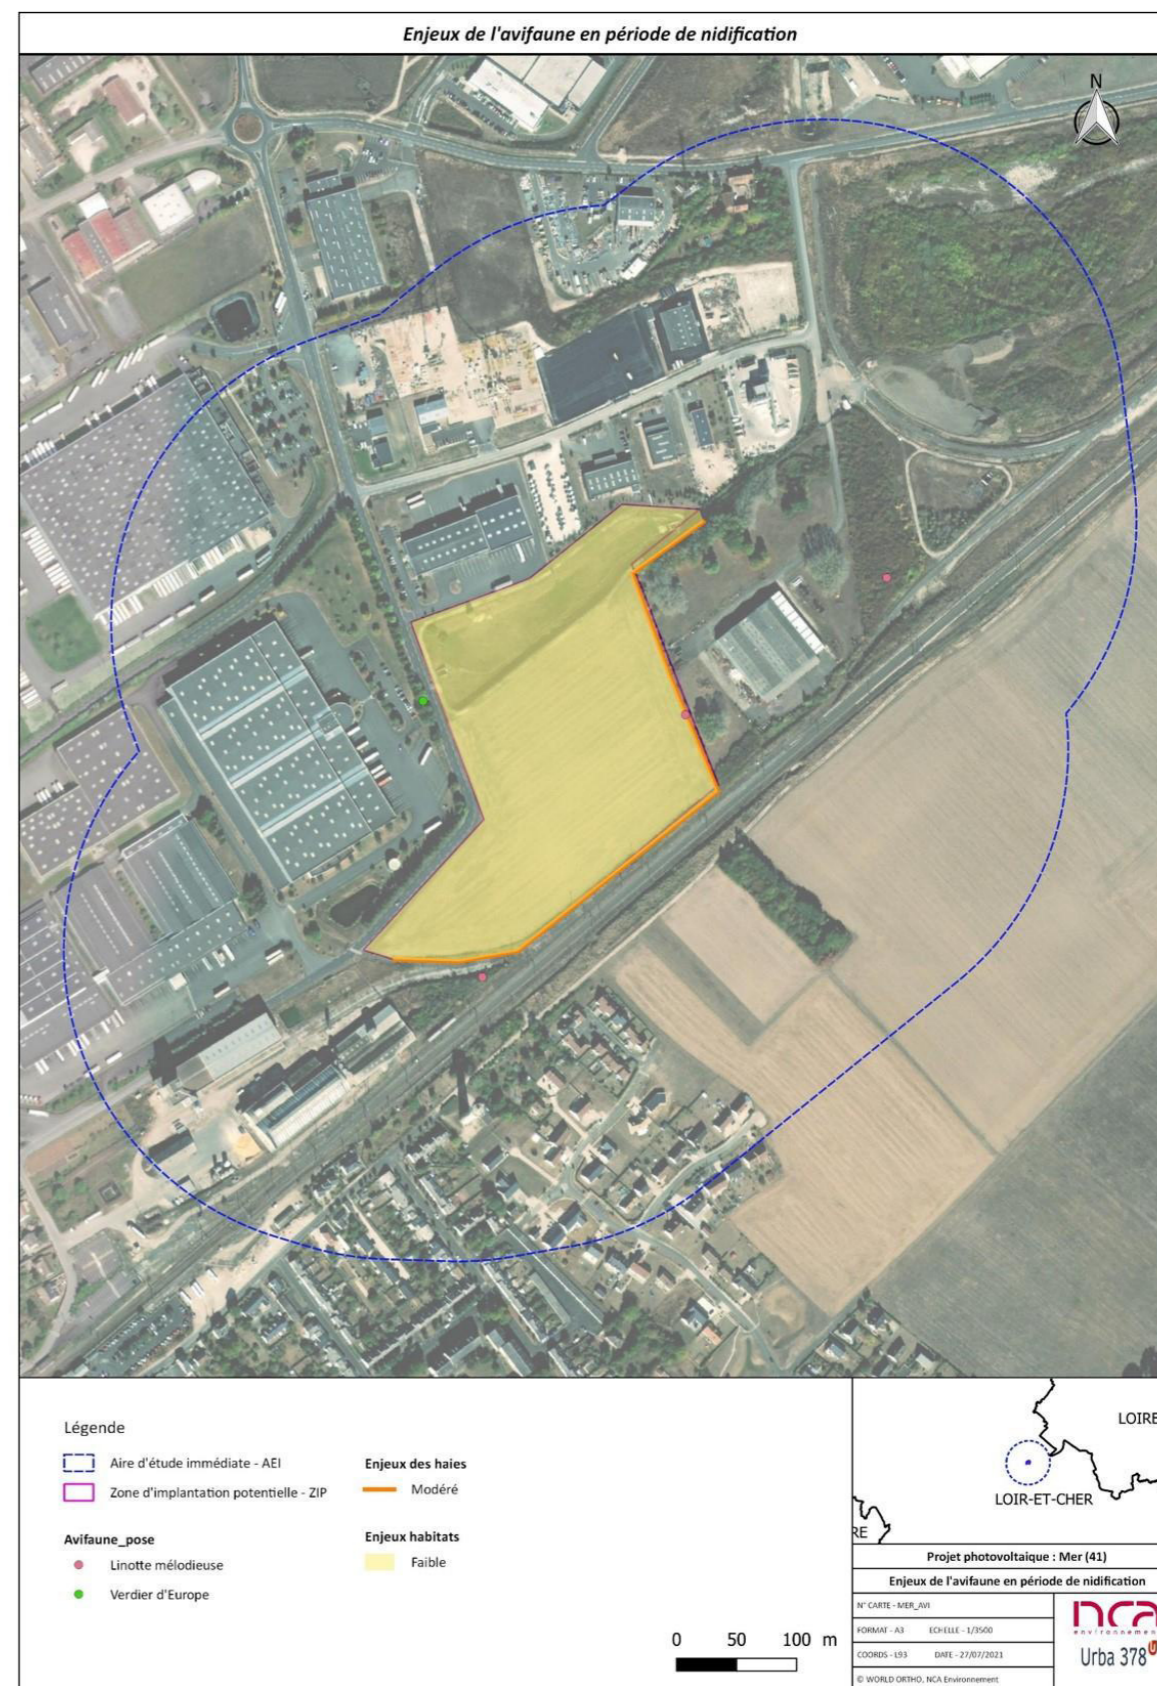 Enjeux de l'avifaune en période de nidification
N
Légende
Aire d'étude immédiate - AEI
Zone d'implantation potentielle - ZIP
Avifaune_pose
Linotte mélodieuse
Verdier d'Europe
Enjeux des haies
Modéré
Enjeux habitats
Faible
0 50 100 m
LOIRE
LOIR-ET-CHER
RE
Projet photovoltaique : Mer (41)
Enjeux de l'avifaune en période de nidification
N° CARTE - MER_AVI
FORMAT - A3 ECHELLE - 1/3500
COORDS - L93 DATE - 27/07/2021
© WORLD ORTHO, NCA Environnement
nca
environnemen
Urba 378